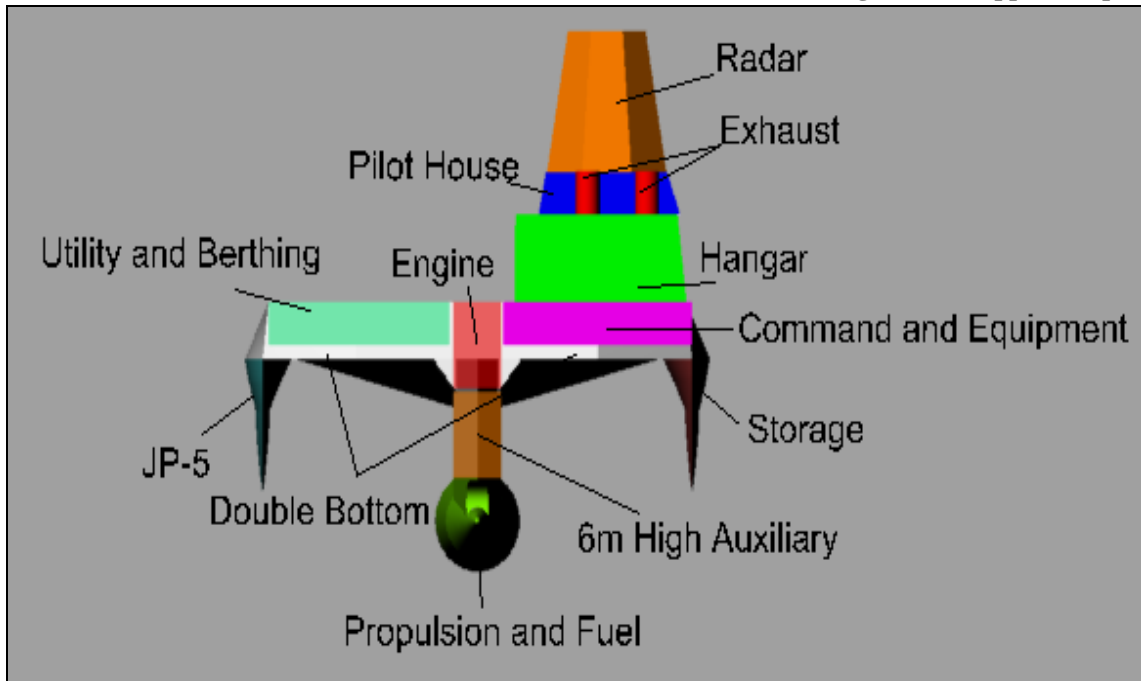 Radar
Exhaust
Pilot House
Utility and Berthing
Engine
Hangar
Command and Equipment
Storage
JP-5
Double Bottom
6m High Auxiliary
Propulsion and Fuel